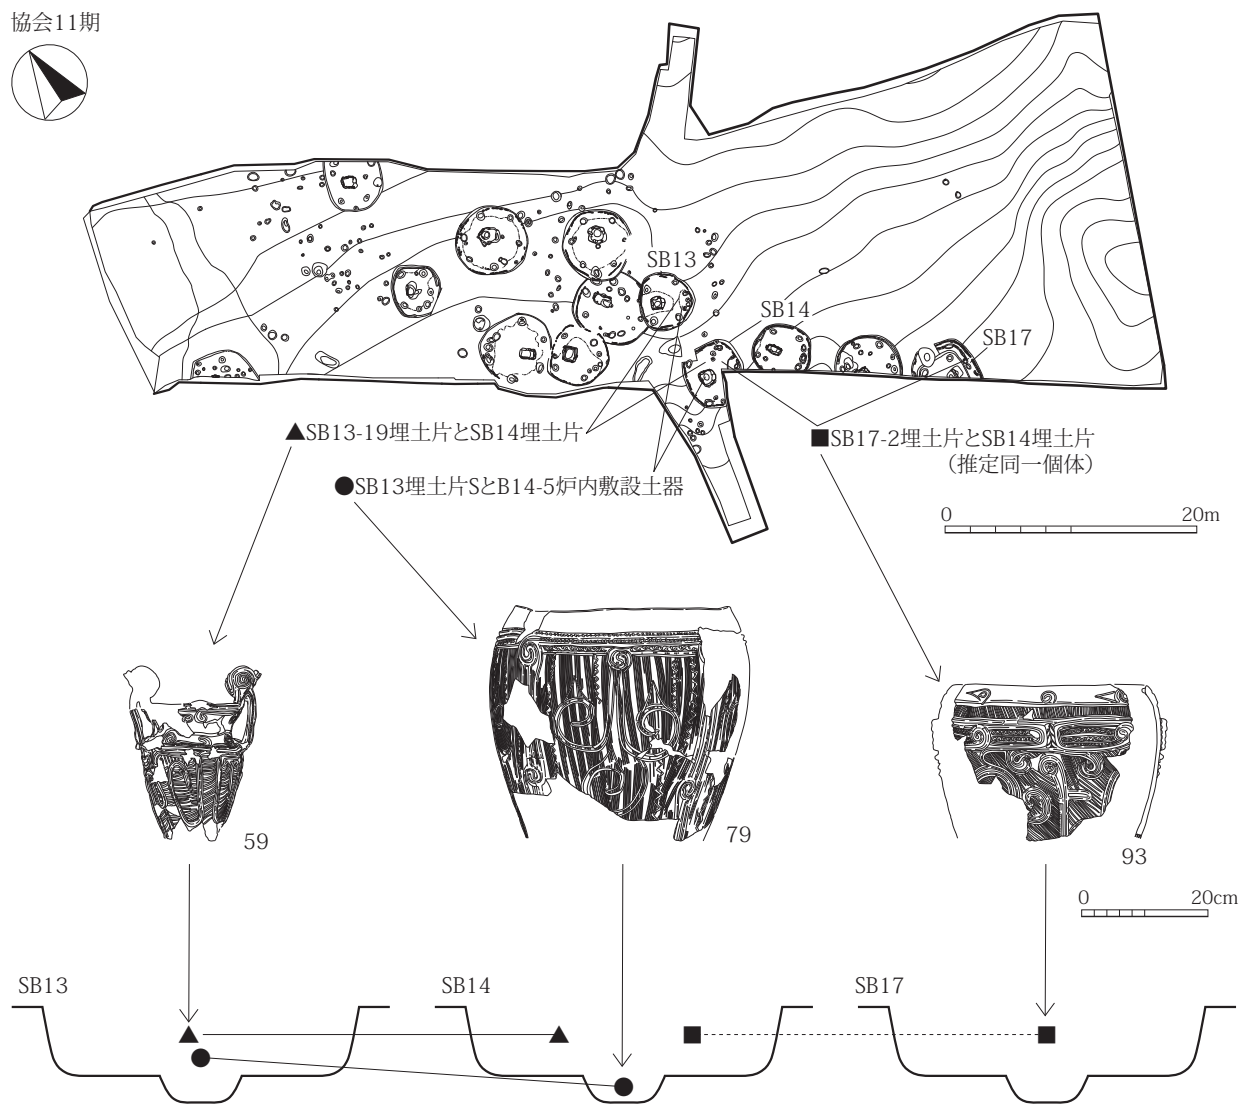 協会11期
SB13
SB14
SB17
▲SB13-19埋土片とSB14埋土片
■SB17-2埋土片とSB14埋土片
(推定同一個体)
●SB13埋土片SとB14-5炉内敷設土器
0 20m
59
79
93
0 20cm
SB13
SB14
SB17